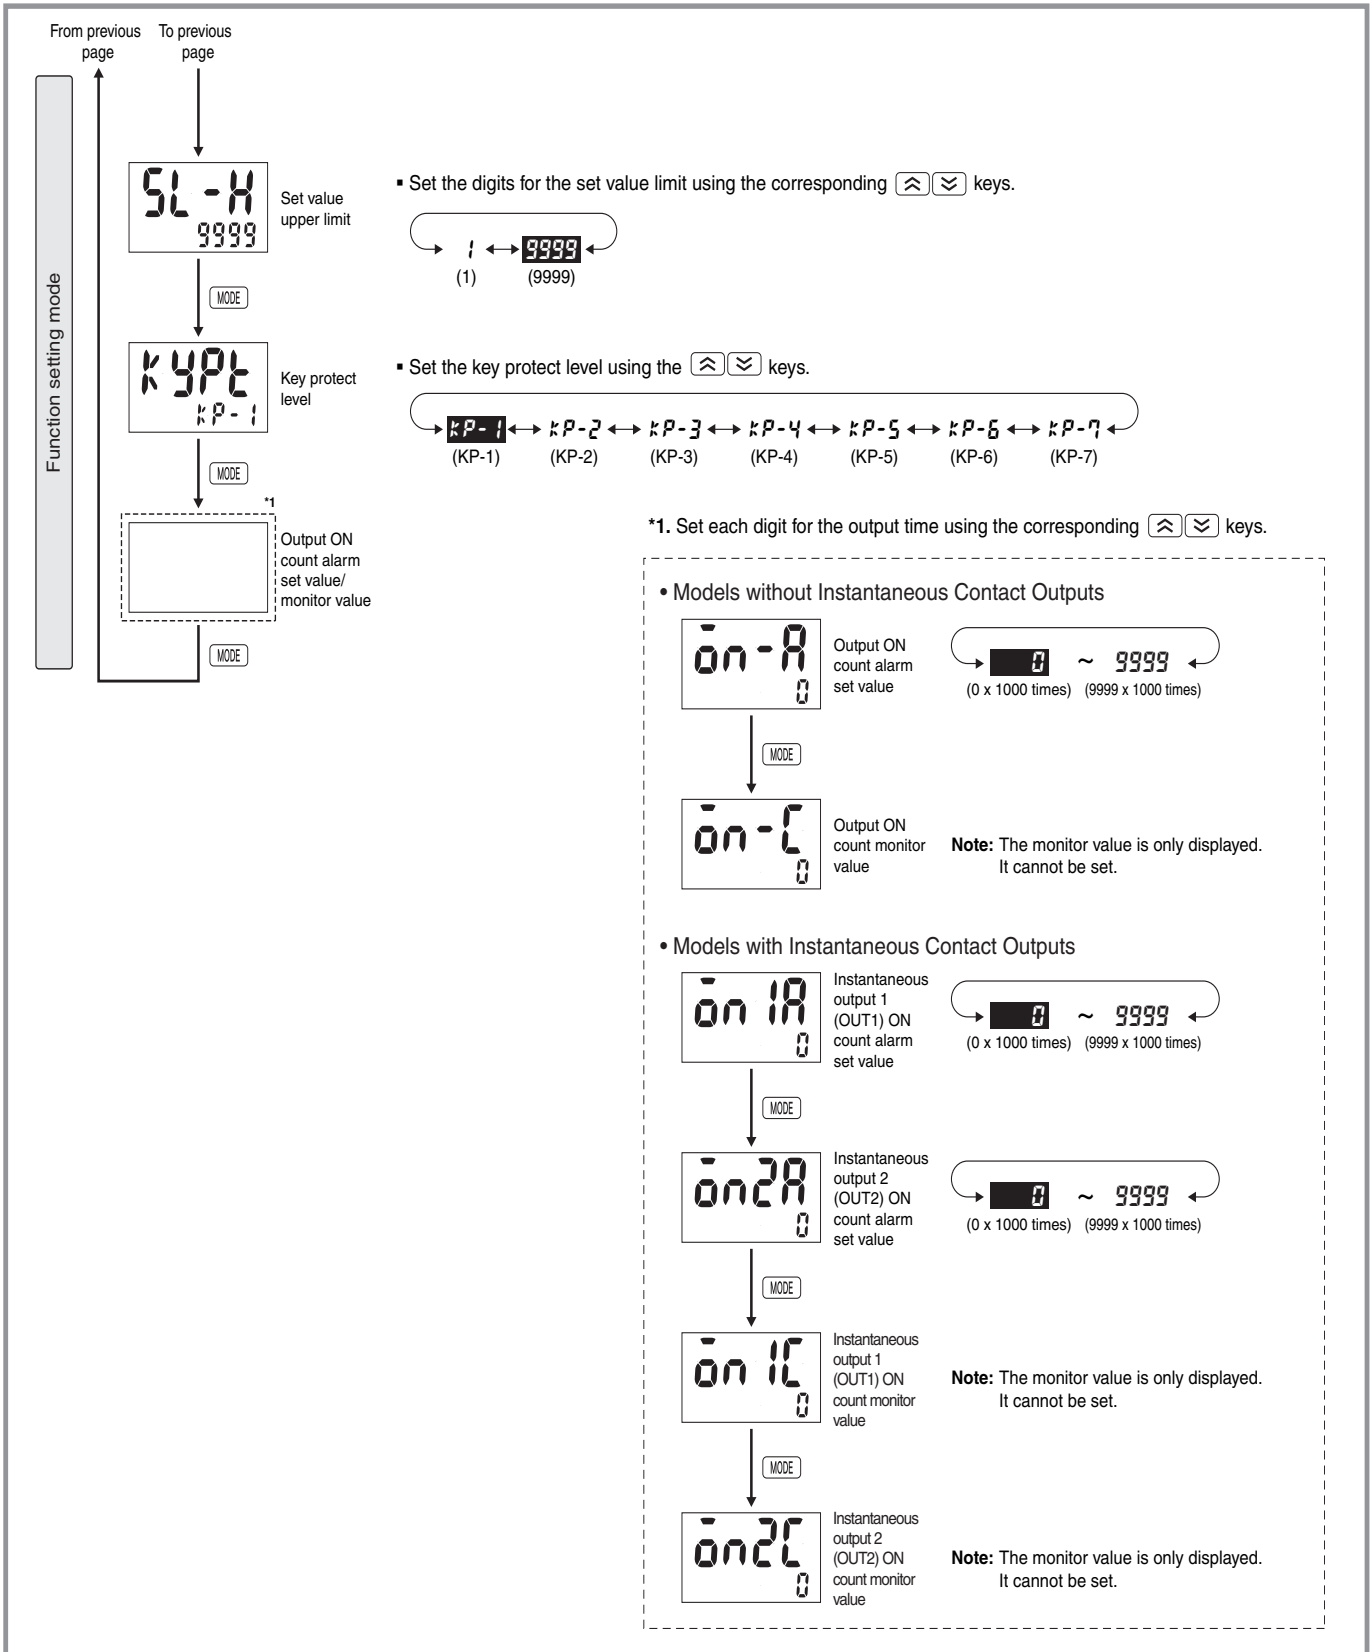 From previous page
To previous page
Function setting mode
SL-H
9999
Set value
upper limit
▪ Set the digits for the set value limit using the corresponding keys.
1 9999
(1) (9999)
MODE
KYPt
KP-1
Key protect
level
▪ Set the key protect level using the keys.
KP-1 KP-2 KP-3 KP-4 KP-5 KP-6 KP-7
(KP-1) (KP-2) (KP-3) (KP-4) (KP-5) (KP-6) (KP-7)
MODE
*1
Output ON
count alarm
set value/
monitor value
MODE
*1. Set each digit for the output time using the corresponding keys.
• Models without Instantaneous Contact Outputs
on-A
0
Output ON
count alarm
set value
0 ~ 9999
(0 x 1000 times) (9999 x 1000 times)
MODE
on-C
0
Output ON
count monitor
value
Note: The monitor value is only displayed.
It cannot be set.
• Models with Instantaneous Contact Outputs
on1A
0
Instantaneous
output 1
(OUT1) ON
count alarm
set value
0 ~ 9999
(0 x 1000 times) (9999 x 1000 times)
MODE
on2A
0
Instantaneous
output 2
(OUT2) ON
count alarm
set value
0 ~ 9999
(0 x 1000 times) (9999 x 1000 times)
MODE
on1C
0
Instantaneous
output 1
(OUT1) ON
count monitor
value
Note: The monitor value is only displayed.
It cannot be set.
MODE
on2C
0
Instantaneous
output 2
(OUT2) ON
count monitor
value
Note: The monitor value is only displayed.
It cannot be set.